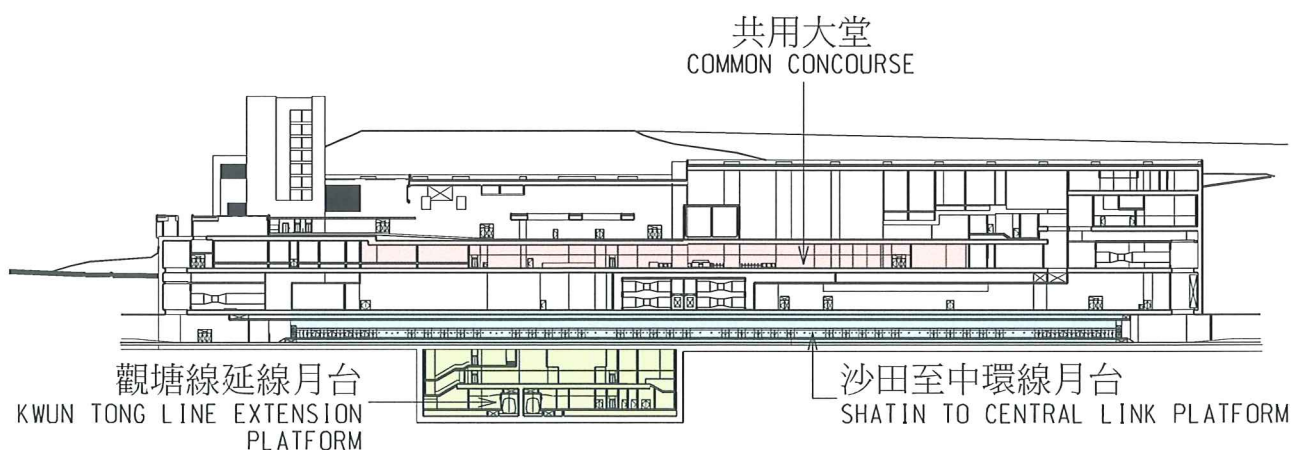 共用大堂
COMMON CONCOURSE
觀塘線延線月台
KWUN TONG LINE EXTENSION
PLATFORM
沙田至中環線月台
SHATIN TO CENTRAL LINK PLATFORM